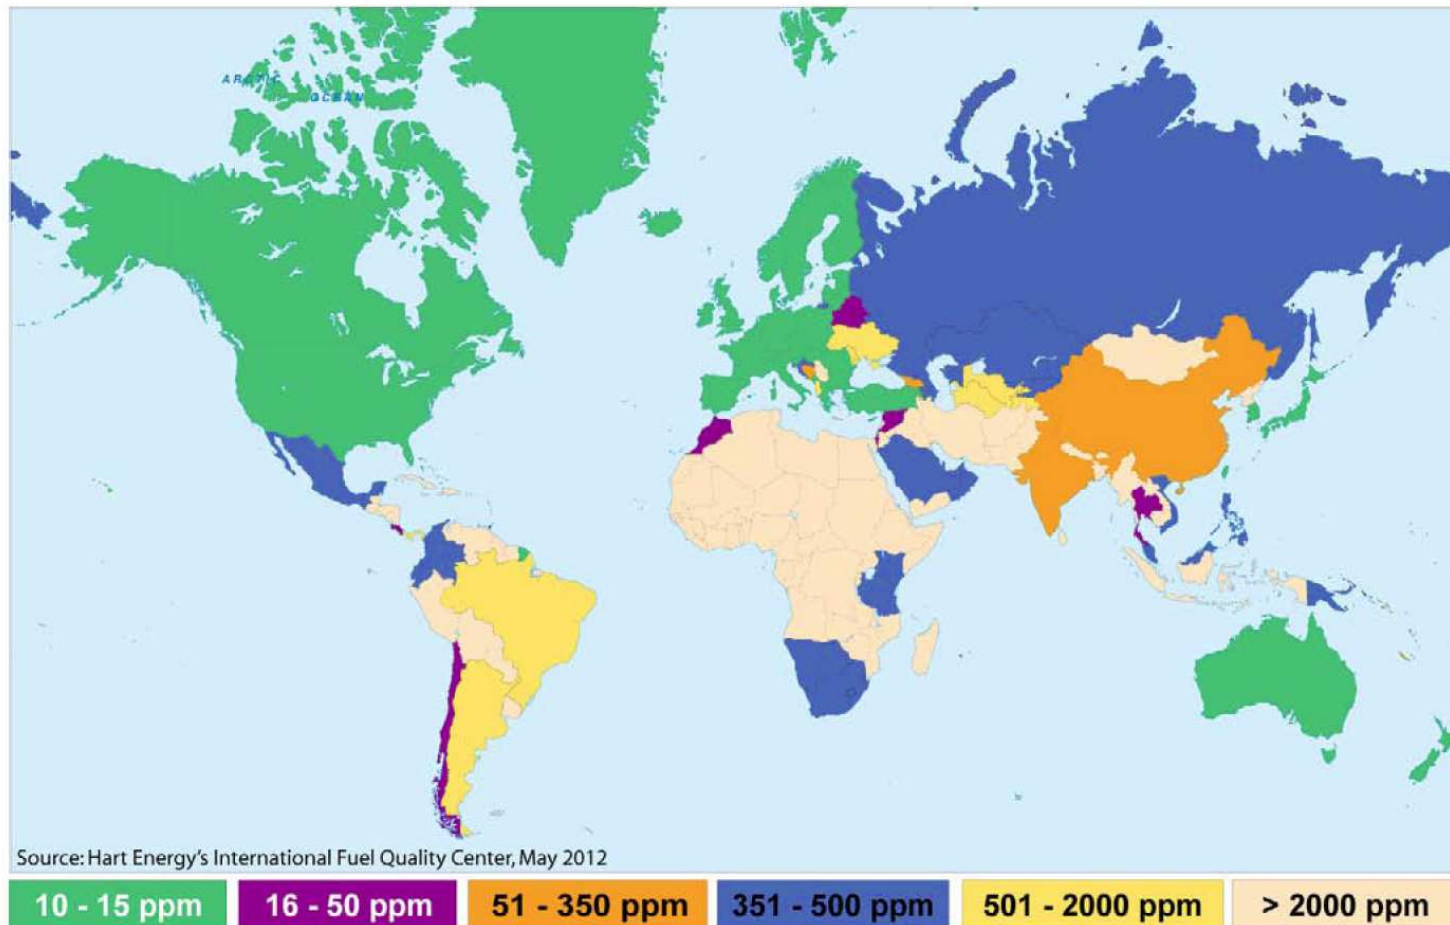 ARCTIC
OCEAN
Source: Hart Energy's International Fuel Quality Center, May 2012
10 - 15 ppm
16 - 50 ppm
51 - 350 ppm
351 - 500 ppm
501 - 2000 ppm
> 2000 ppm